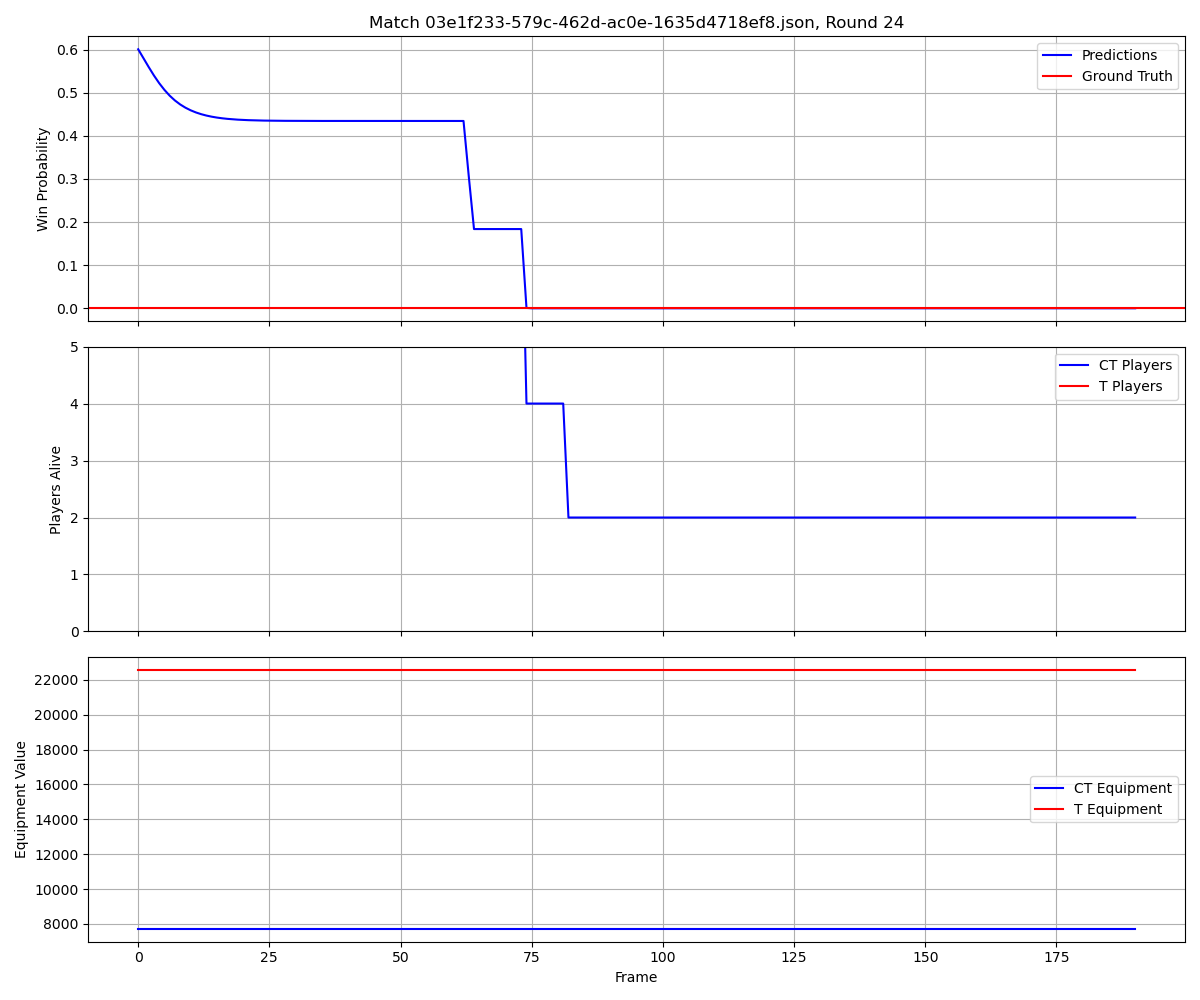 Match 03e1f233-579c-462d-ac0e-1635d4718ef8.json, Round 24
Win Probability
0.6
0.5
0.4
0.3
0.2
0.1
0.0
Predictions
Ground Truth
Players Alive
5
4
3
2
1
0
CT Players
T Players
Equipment Value
22000
20000
18000
16000
14000
12000
10000
8000
CT Equipment
T Equipment
0
25
50
75
100
125
150
175
Frame